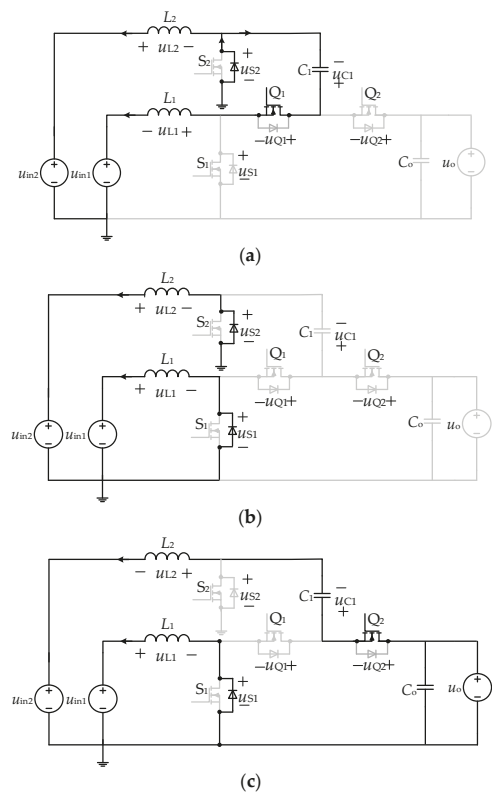 L2
+ uL2 −
S2
+
uS2
−
C1
−
uC1
+
L1
− uL1 +
Q1
−uQ1+
Q2
−uQ2+
S1
+
uS1
−
Co
uo
+
−
uin2
+
−
uin1
+
−
(a)
L2
+ uL2 −
S2
+
uS2
−
C1
−
uC1
+
L1
+ uL1 −
Q1
−uQ1+
Q2
−uQ2+
S1
+
uS1
−
Co
uo
+
−
uin2
+
−
uin1
+
−
(b)
L2
− uL2 +
S2
+
uS2
−
C1
−
uC1
+
L1
+ uL1 −
Q1
−uQ1+
Q2
−uQ2+
S1
+
uS1
−
Co
uo
+
−
uin2
+
−
uin1
+
−
(c)